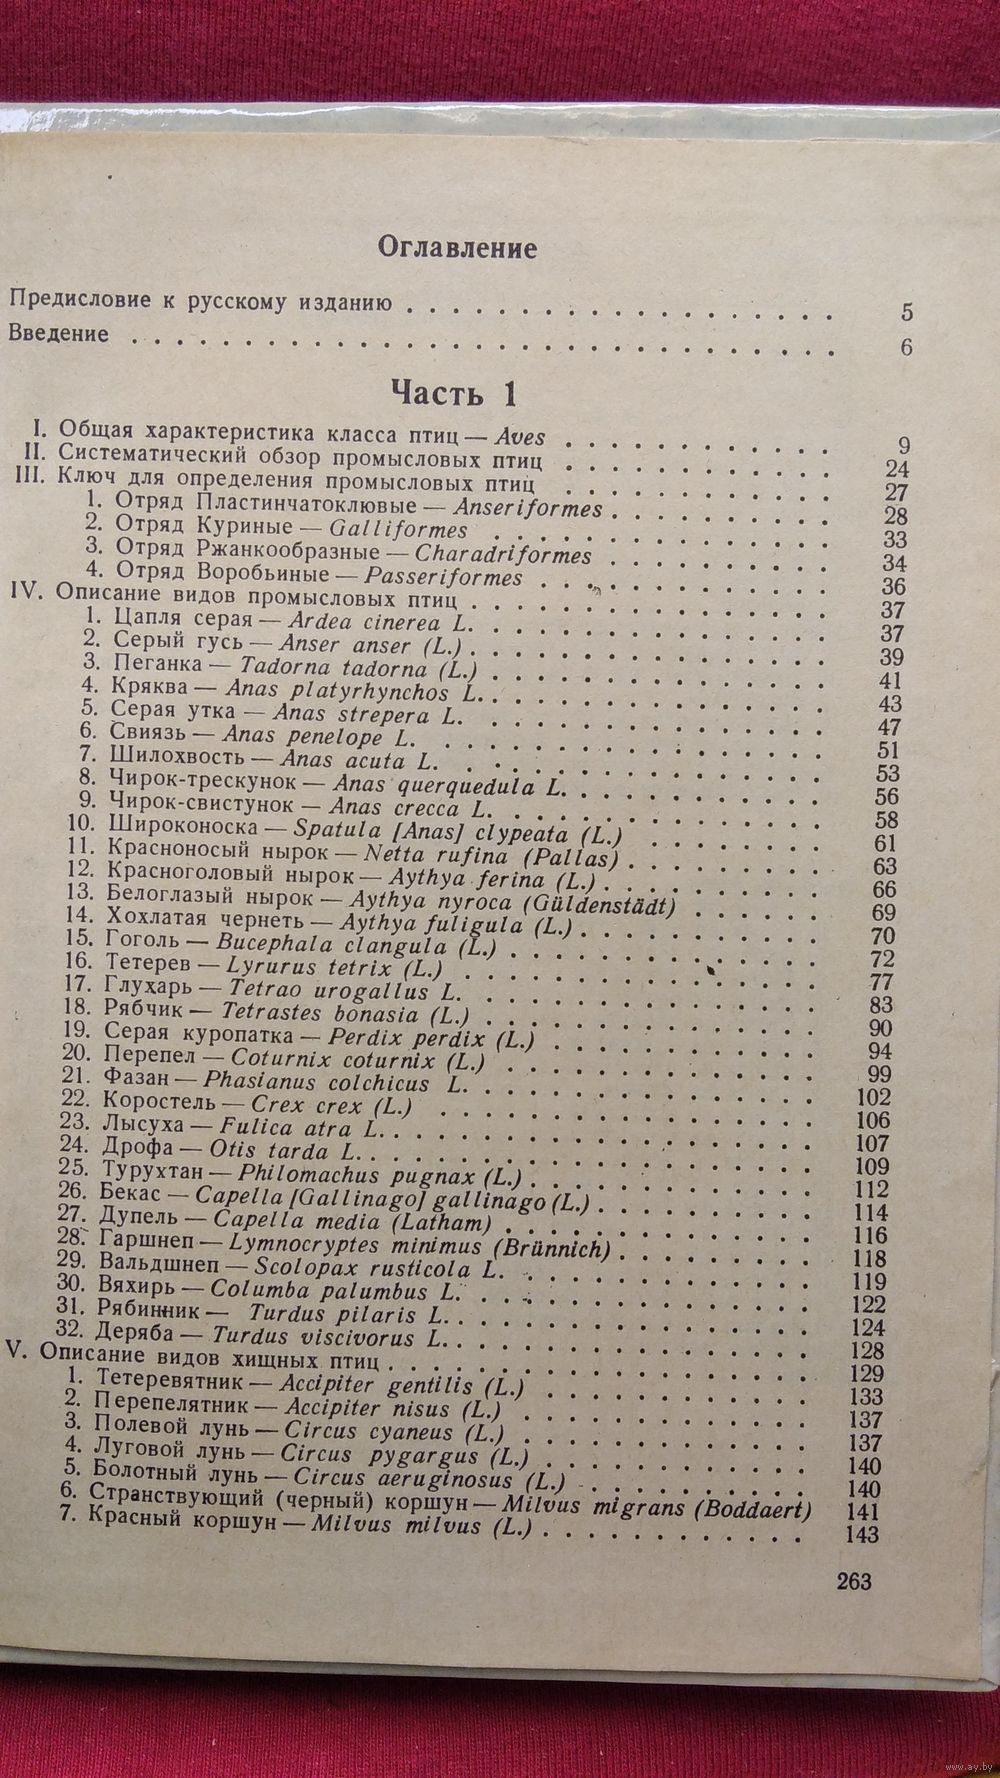 Оглавление
Предисловие к русскому изданию . . . . . . . . . . . . . . . . . . . 5
Введение . . . . . . . . . . . . . . . . . . . . . . . . . . . . . . . 6
Часть 1
I. Общая характеристика класса птиц — Aves . . . . . . . . . . . . 9
II. Систематический обзор промысловых птиц . . . . . . . . . . . . 24
III. Ключ для определения промысловых птиц . . . . . . . . . . . . 27
1. Отряд Пластинчатоклювые — Anseriformes . . . . . . . . . . 28
2. Отряд Куриные — Galliformes . . . . . . . . . . . . . . . 33
3. Отряд Ржанкообразные — Charadriformes . . . . . . . . . . 34
4. Отряд Воробьиные — Passeriformes . . . . . . . . . . . . . 36
IV. Описание видов промысловых птиц . . . . . . . . . . . . . . . . 37
1. Цапля серая — Ardea cinerea L. . . . . . . . . . . . . . . . 37
2. Серый гусь — Anser anser (L.) . . . . . . . . . . . . . . . . 39
3. Пеганка — Tadorna tadorna (L.) . . . . . . . . . . . . . . . 41
4. Кряква — Anas platyrhynchos L. . . . . . . . . . . . . . . . 43
5. Серая утка — Anas strepera L. . . . . . . . . . . . . . . . 47
6. Свиязь — Anas penelope L. . . . . . . . . . . . . . . . . . 51
7. Шилохвость — Anas acuta L. . . . . . . . . . . . . . . . . 53
8. Чирок-трескунок — Anas querquedula L. . . . . . . . . . . . 56
9. Чирок-свистунок — Anas crecca L. . . . . . . . . . . . . . . 58
10. Широконоска — Spatula [Anas] clypeata (L.) . . . . . . . . . 61
11. Красноносый нырок — Netta rufina (Pallas) . . . . . . . . . 63
12. Красноголовый нырок — Aythya ferina (L.) . . . . . . . . . . 66
13. Белоглазый нырок — Aythya nyroca (Güldenstädt) . . . . . . 69
14. Хохлатая чернеть — Aythya fuligula (L.) . . . . . . . . . . . 70
15. Гоголь — Bucephala clangula (L.) . . . . . . . . . . . . . . 72
16. Тетерев — Lyrurus tetrix (L.) . . . . . . . . . . . . . . . . 77
17. Глухарь — Tetrao urogallus L. . . . . . . . . . . . . . . . 83
18. Рябчик — Tetrastes bonasia (L.) . . . . . . . . . . . . . . . 90
19. Серая куропатка — Perdix perdix (L.) . . . . . . . . . . . . 94
20. Перепел — Coturnix coturnix (L.) . . . . . . . . . . . . . . 99
21. Фазан — Phasianus colchicus L. . . . . . . . . . . . . . . . 102
22. Коростель — Crex crex (L.) . . . . . . . . . . . . . . . . . 106
23. Лысуха — Fulica atra L. . . . . . . . . . . . . . . . . . . 107
24. Дрофа — Otis tarda L. . . . . . . . . . . . . . . . . . . . 109
25. Турухтан — Philomachus pugnax (L.) . . . . . . . . . . . . . 112
26. Бекас — Capella [Gallinago] gallinago (L.) . . . . . . . . . . 114
27. Дупель — Capella media (Latham) . . . . . . . . . . . . . . 116
28. Гаршнеп — Lymnocryptes minimus (Brünnich) . . . . . . . . . 118
29. Вальдшнеп — Scolopax rusticola L. . . . . . . . . . . . . . 119
30. Вяхирь — Columba palumbus L. . . . . . . . . . . . . . . . 122
31. Рябинник — Turdus pilaris L. . . . . . . . . . . . . . . . . 124
32. Деряба — Turdus viscivorus L. . . . . . . . . . . . . . . . . 128
V. Описание видов хищных птиц . . . . . . . . . . . . . . . . . . 129
1. Тетеревятник — Accipiter gentilis (L.) . . . . . . . . . . . . 133
2. Перепелятник — Accipiter nisus (L.) . . . . . . . . . . . . . 137
3. Полевой лунь — Circus cyaneus (L.) . . . . . . . . . . . . . 137
4. Луговой лунь — Circus pygargus (L.) . . . . . . . . . . . . 140
5. Болотный лунь — Circus aeruginosus (L.) . . . . . . . . . . 140
6. Странствующий (черный) коршун — Milvus migrans (Boddaert) 141
7. Красный коршун — Milvus milvus (L.) . . . . . . . . . . . . 143
263
www.ay.by